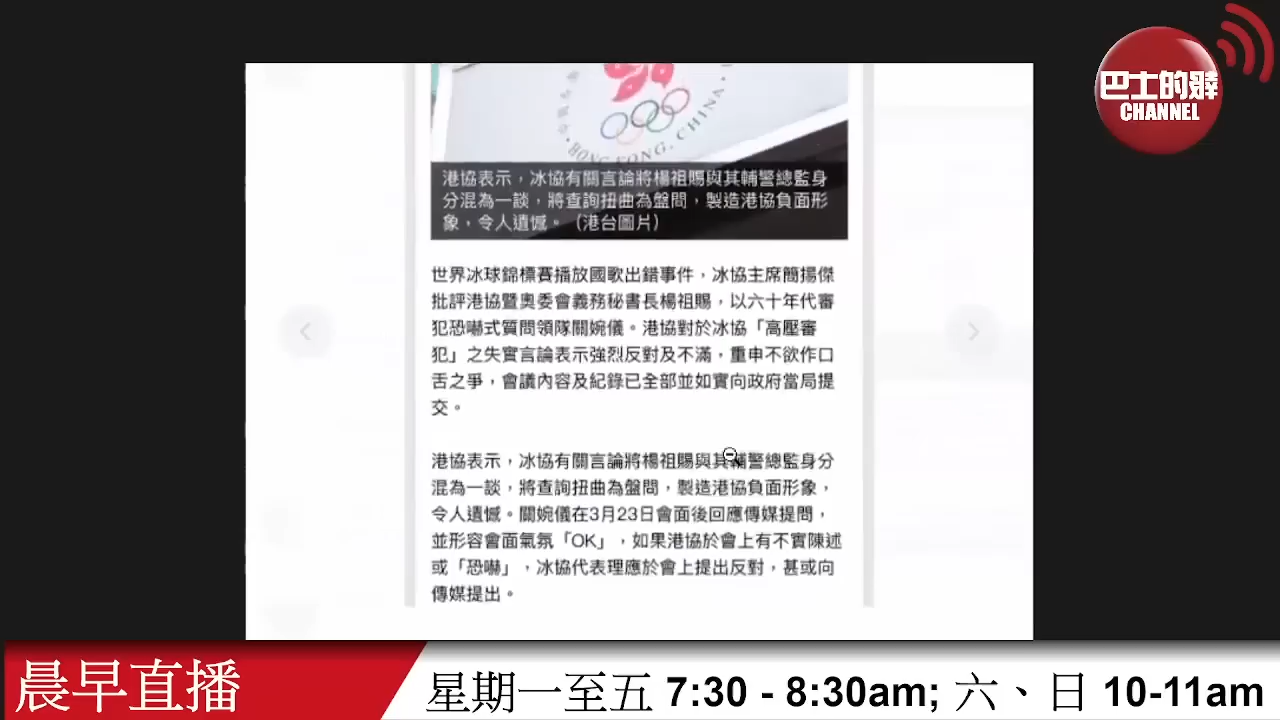 巴士的報
CHANNEL
HONG KONG, CHINA
港協表示，冰協有關言論將楊祖賜與其輔警總監身
分混為一談，將查詢扭曲為盤問，製造港協負面形
象，令人遺憾。（港台圖片）
世界冰球錦標賽播放國歌出錯事件，冰協主席簡揚傑
批評港協暨奧委會義務秘書長楊祖賜，以六十年代審
犯恐嚇式質問領隊關婉儀。港協對於冰協「高壓審
犯」之失實言論表示強烈反對及不滿，重申不欲作口
舌之爭，會議內容及紀錄已全部並如實向政府當局提
交。
港協表示，冰協有關言論將楊祖賜與其輔警總監身分
混為一談，將查詢扭曲為盤問，製造港協負面形象，
令人遺憾。關婉儀在3月23日會面後回應傳媒提問，
並形容會面氣氛「OK」，如果港協於會上有不實陳述
或「恐嚇」，冰協代表理應於會上提出反對，甚或向
傳媒提出。
晨早直播
星期一至五 7:30 - 8:30am; 六、日 10-11am